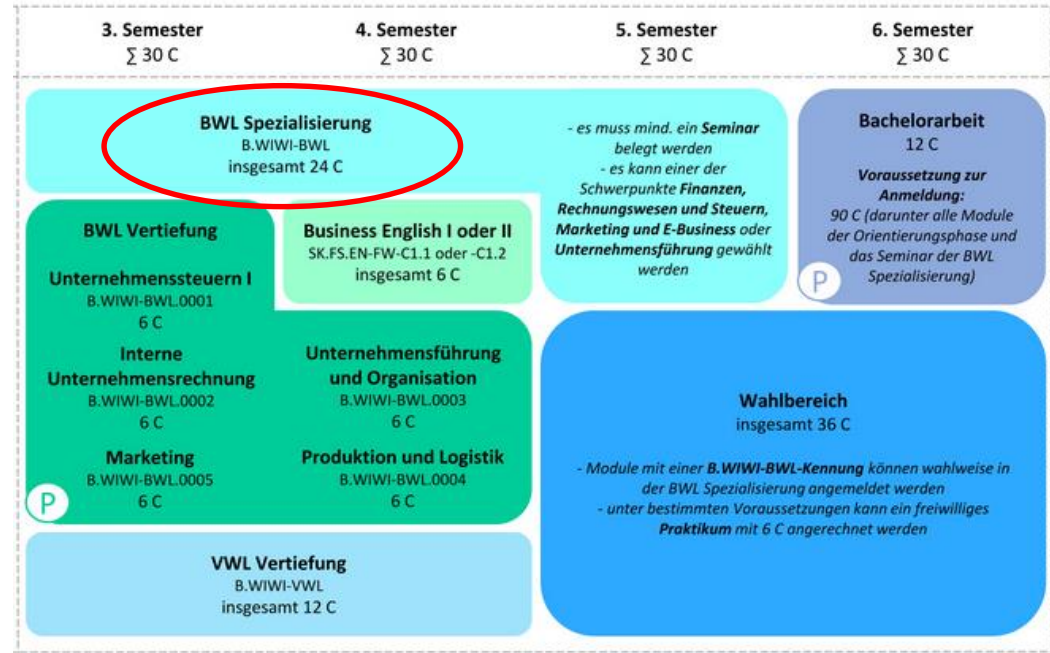 3. Semester
∑ 30 C
4. Semester
∑ 30 C
5. Semester
∑ 30 C
6. Semester
∑ 30 C
BWL Spezialisierung
B.WIWI-BWL
insgesamt 24 C
- es muss mind. ein Seminar
belegt werden
- es kann einer der
Schwerpunkte Finanzen,
Rechnungswesen und Steuern,
Marketing und E-Business oder
Unternehmensführung gewählt
werden
Bachelorarbeit
12 C
Voraussetzung zur
Anmeldung:
90 C (darunter alle Module
der Orientierungsphase und
das Seminar der BWL
Spezialisierung)
P
BWL Vertiefung
Unternehmenssteuern I
B.WIWI-BWL.0001
6 C
Interne
Unternehmensrechnung
B.WIWI-BWL.0002
6 C
Marketing
B.WIWI-BWL.0005
6 C
P
Business English I oder II
SK.FS.EN-FW-C1.1 oder -C1.2
insgesamt 6 C
Unternehmensführung
und Organisation
B.WIWI-BWL.0003
6 C
Produktion und Logistik
B.WIWI-BWL.0004
6 C
Wahlbereich
insgesamt 36 C
- Module mit einer B.WIWI-BWL-Kennung können wahlweise in
der BWL Spezialisierung angemeldet werden
- unter bestimmten Voraussetzungen kann ein freiwilliges
Praktikum mit 6 C angerechnet werden
VWL Vertiefung
B.WIWI-VWL
insgesamt 12 C